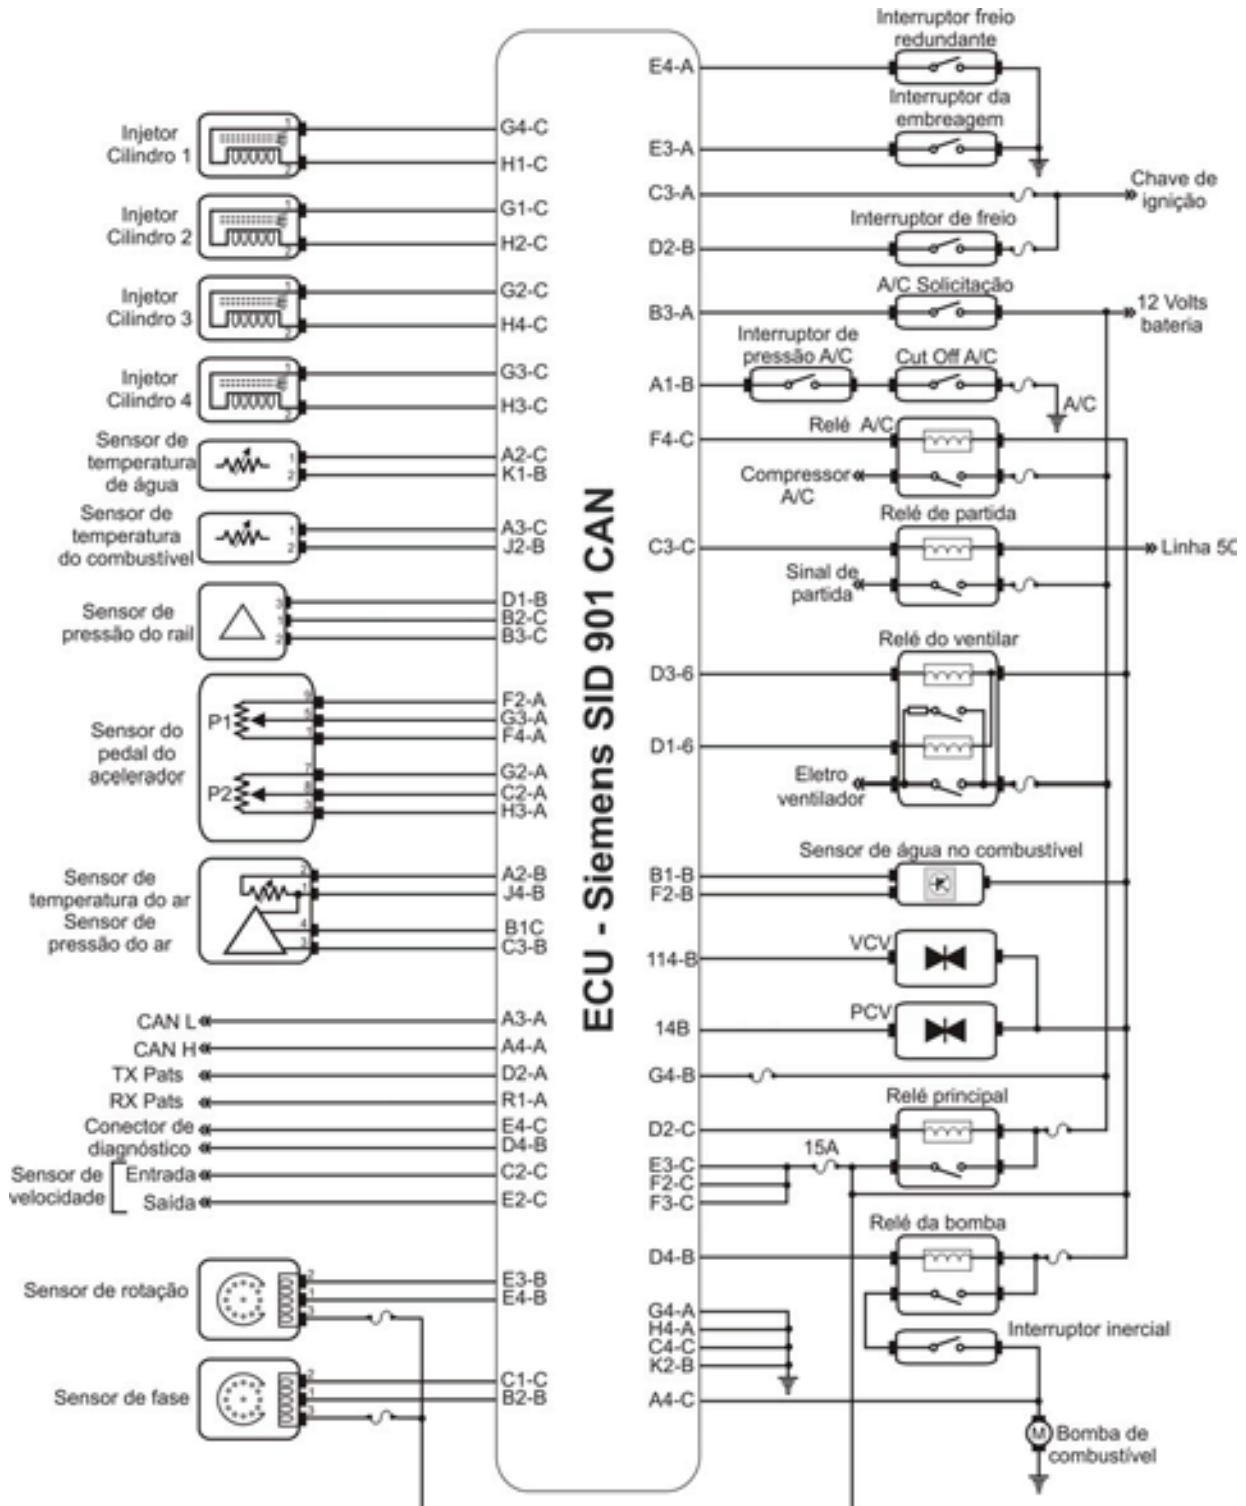 Injetor
Cilindro 1
G4-C
H1-C
Injetor
Cilindro 2
G1-C
H2-C
Injetor
Cilindro 3
G2-C
H4-C
Injetor
Cilindro 4
G3-C
H3-C
Sensor de
temperatura
de água
A2-C
K1-B
Sensor de
temperatura
do combustível
A3-C
J2-B
Sensor de
pressão do rail
D1-B
B2-C
B3-C
Sensor do
pedal do
acelerador
P1
P2
F2-A
G3-A
F4-A
G2-A
C2-A
H3-A
Sensor de
temperatura do ar
Sensor de
pressão do ar
A2-B
J4-B
B1C
C3-B
CAN L
A3-A
CAN H
A4-A
TX Pats
D2-A
RX Pats
R1-A
Conector de
diagnóstico
E4-C
D4-B
Sensor de
velocidade
Entrada
C2-C
Saída
E2-C
Sensor de rotação
E3-B
E4-B
Sensor de fase
C1-C
B2-B
ECU - Siemens SID 901 CAN
Interruptor freio
redundante
E4-A
Interruptor da
embreagem
E3-A
C3-A
Chave de
ignição
Interruptor de freio
D2-B
A/C Solicitação
B3-A
12 Volts
bateria
Interruptor de
pressão A/C
Cut Off A/C
A1-B
A/C
Relé A/C
F4-C
Compressor
A/C
Relé de partida
C3-C
Linha 50
Sinal de
partida
Relé do ventilar
D3-6
D1-6
Eletro
ventilador
Sensor de água no combustível
B1-B
F2-B
VCV
114-B
PCV
14B
G4-B
Relé principal
D2-C
15A
E3-C
F2-C
F3-C
Relé da bomba
D4-B
G4-A
H4-A
C4-C
K2-B
Interruptor inercial
A4-C
M
Bomba de
combustível